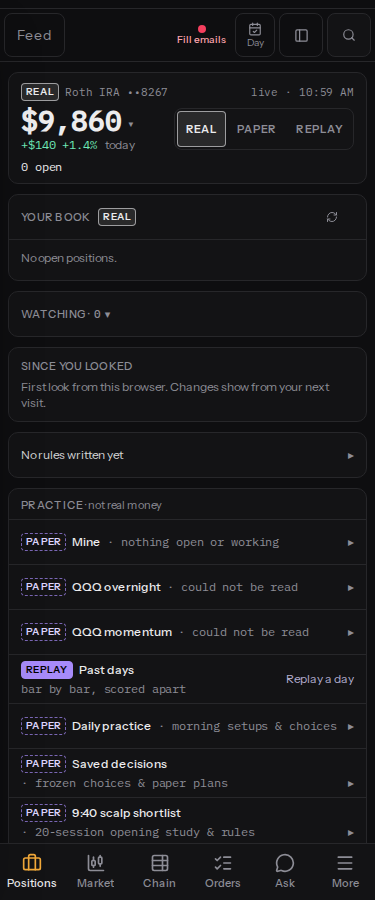 Feed
Fill emails
Day
REAL Roth IRA ••8267 live · 10:59 AM
$9,860 ▾
+$140 +1.4% today
REAL PAPER REPLAY
0 open
YOUR BOOK REAL
No open positions.
WATCHING · 0 ▾
SINCE YOU LOOKED
First look from this browser. Changes show from your next
visit.
No rules written yet ▸
PRACTICE · not real money
PAPER Mine · nothing open or working ▸
PAPER QQQ overnight · could not be read ▸
PAPER QQQ momentum · could not be read ▸
REPLAY Past days
bar by bar, scored apart
Replay a day
PAPER Daily practice · morning setups & choices ▸
PAPER Saved decisions
· frozen choices & paper plans ▸
PAPER 9:40 scalp shortlist
· 20-session opening study & rules ▸
Positions Market Chain Orders Ask More